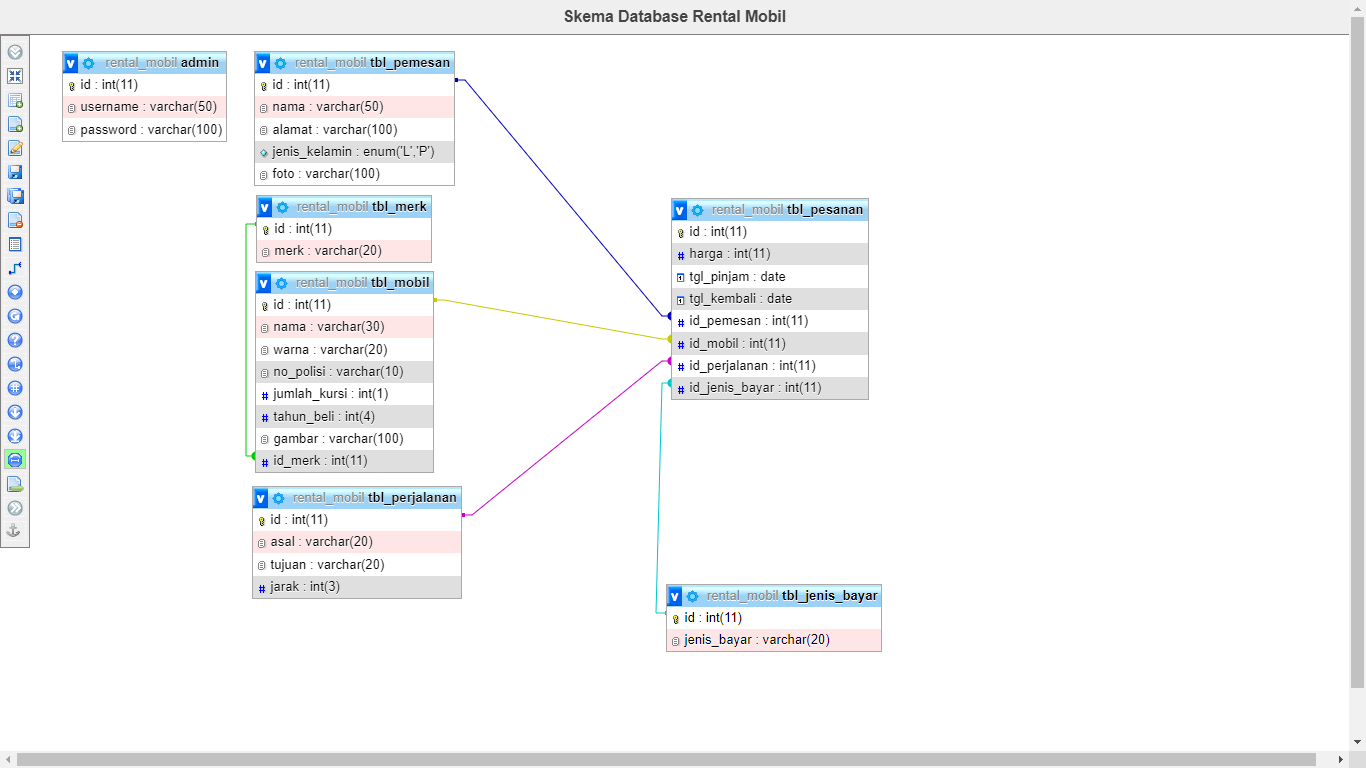 Skema Database Rental Mobil
rental_mobil admin
id : int(11)
username : varchar(50)
password : varchar(100)
rental_mobil tbl_pemesan
id : int(11)
nama : varchar(50)
alamat : varchar(100)
jenis_kelamin : enum('L','P')
foto : varchar(100)
rental_mobil tbl_merk
id : int(11)
merk : varchar(20)
rental_mobil tbl_mobil
id : int(11)
nama : varchar(30)
warna : varchar(20)
no_polisi : varchar(10)
jumlah_kursi : int(1)
tahun_beli : int(4)
gambar : varchar(100)
id_merk : int(11)
rental_mobil tbl_perjalanan
id : int(11)
asal : varchar(20)
tujuan : varchar(20)
jarak : int(3)
rental_mobil tbl_pesanan
id : int(11)
harga : int(11)
tgl_pinjam : date
tgl_kembali : date
id_pemesan : int(11)
id_mobil : int(11)
id_perjalanan : int(11)
id_jenis_bayar : int(11)
rental_mobil tbl_jenis_bayar
id : int(11)
jenis_bayar : varchar(20)